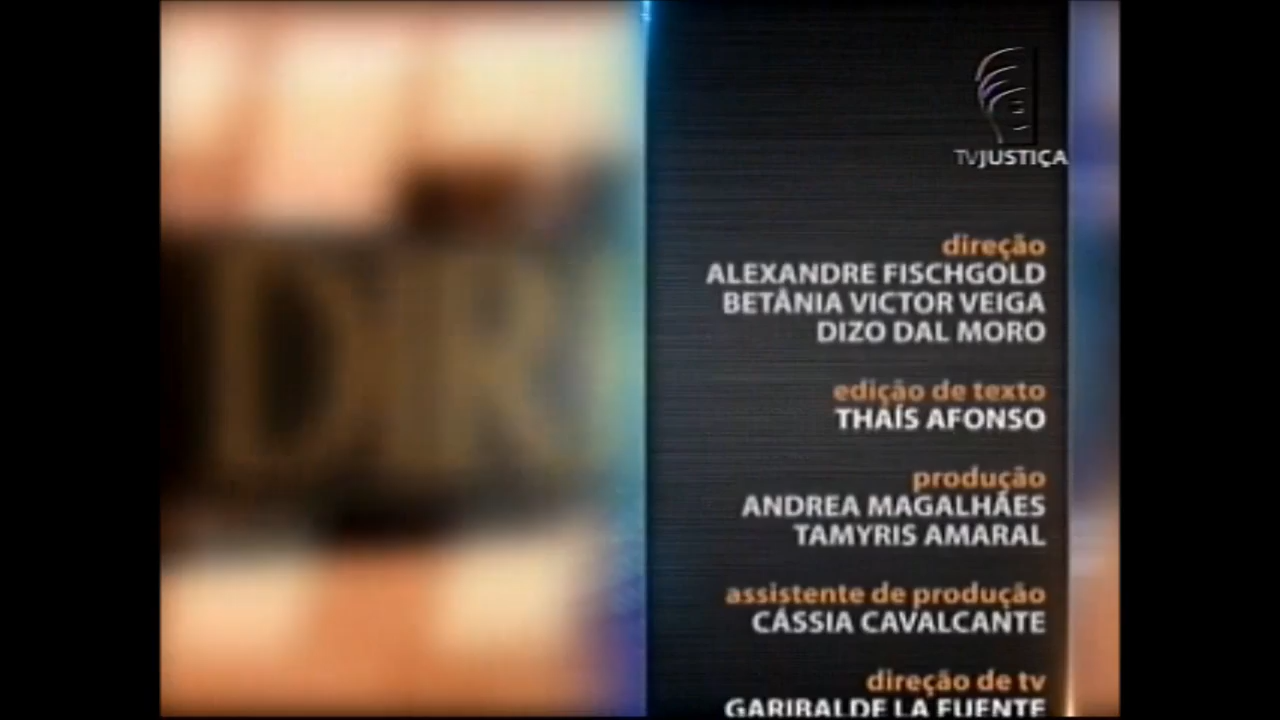 DIR
TVJUSTIÇA
direção
ALEXANDRE FISCHGOLD
BETÂNIA VICTOR VEIGA
DIZO DAL MORO
edição de texto
THAÍS AFONSO
produção
ANDREA MAGALHÃES
TAMYRIS AMARAL
assistente de produção
CÁSSIA CAVALCANTE
direção de tv
GARIBALDE LA FUENTE